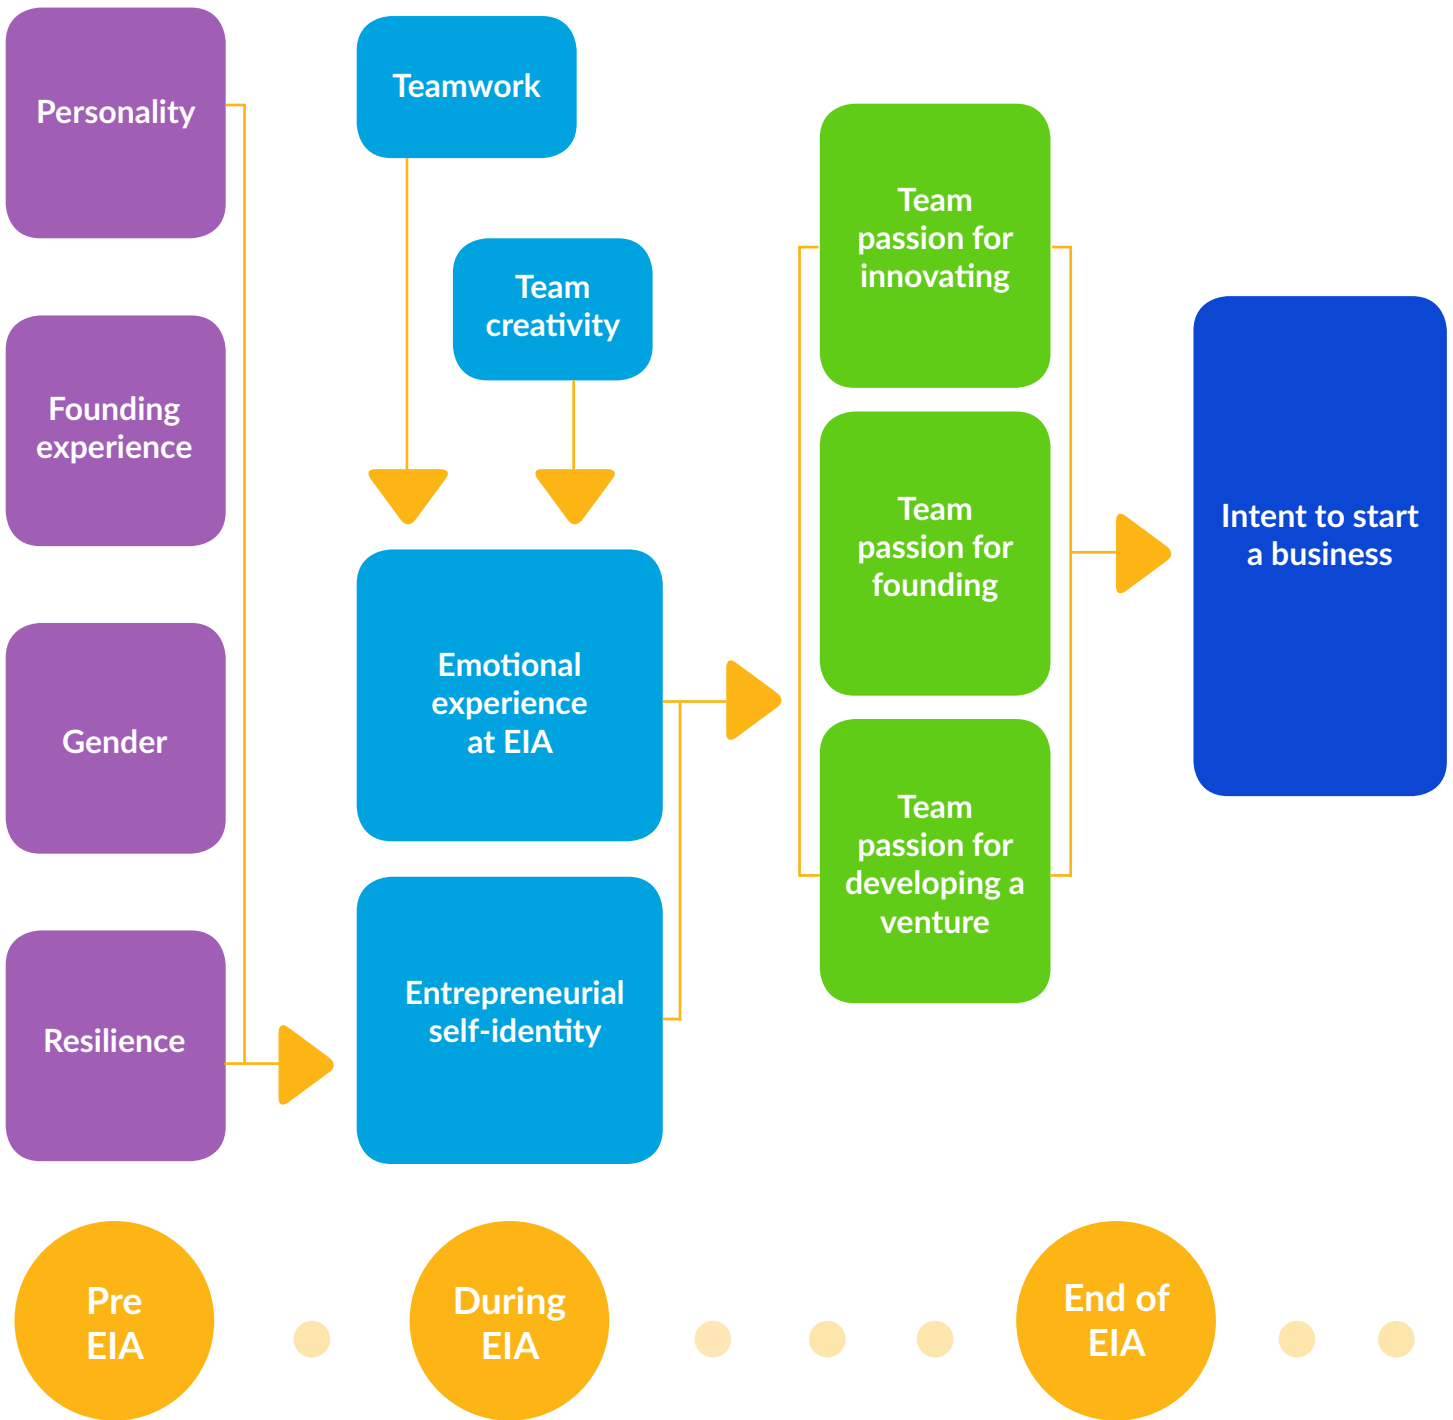 Personality
Founding
experience
Gender
Resilience
Teamwork
Team
creativity
Emotional
experience
at EIA
Entrepreneurial
self-identity
Team
passion for
innovating
Team
passion for
founding
Team
passion for
developing a
venture
Intent to start
a business
Pre
EIA
During
EIA
End of
EIA